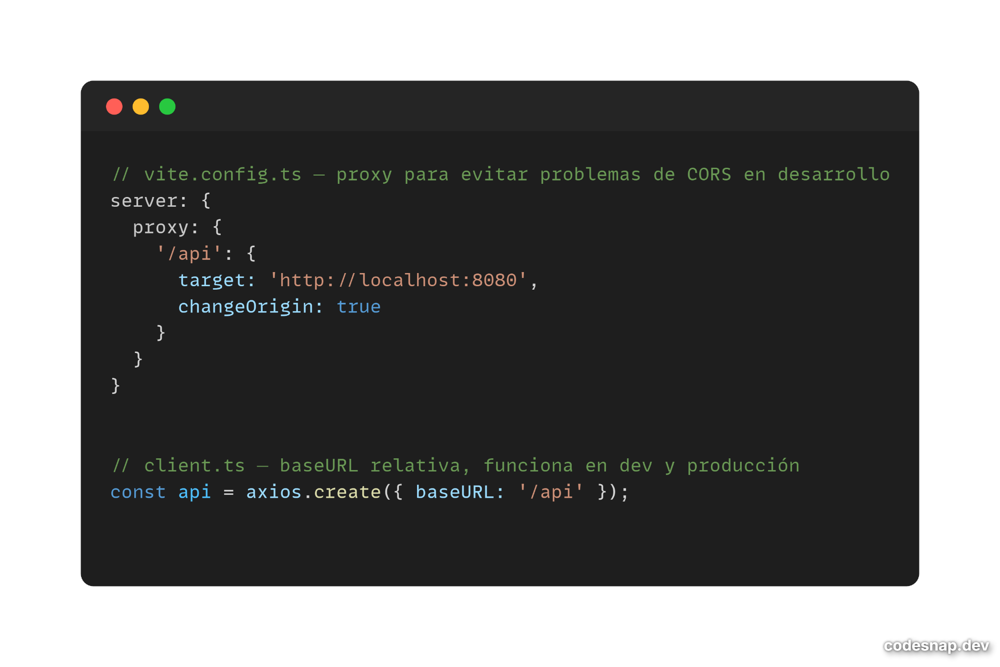 // vite.config.ts — proxy para evitar problemas de CORS en desarrollo
server: {
  proxy: {
    '/api': {
      target: 'http://localhost:8080',
      changeOrigin: true
    }
  }
}
// client.ts — baseURL relativa, funciona en dev y producción
const api = axios.create({ baseURL: '/api' });
codesnap.dev